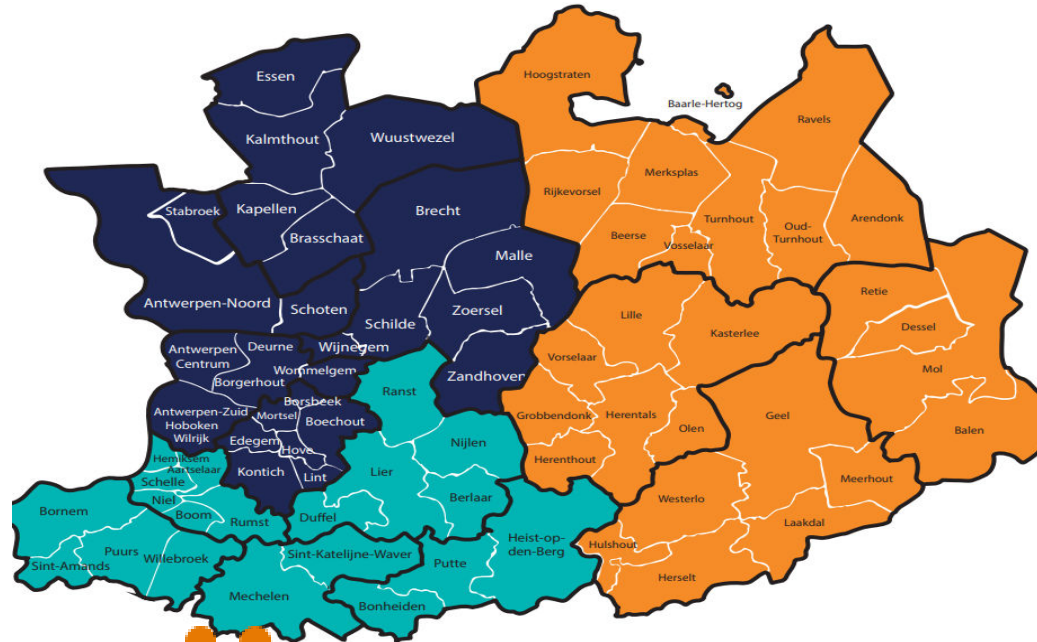 Essen
Hoogstraten
Baarle-Hertog
Ravels
Kalmthout
Wuustwezel
Merksplas
Rijkevorsel
Stabroek
Kapellen
Brecht
Turnhout
Oud-
Turnhout
Arendonk
Brasschaat
Beerse
Vosselaar
Malle
Antwerpen-Noord
Schoten
Zoersel
Retie
Schilde
Lille
Kasterlee
Dessel
Wijnegem
Deurne
Antwerpen
Centrum
Vorselaar
Mol
Wommelgem
Zandhoven
Borgerhout
Ranst
Borsbeek
Antwerpen-Zuid
Hoboken
Wilrijk
Mortsel
Boechout
Grobbendonk
Herentals
Geel
Olen
Balen
Edegem
Hove
Nijlen
Hemiksem
Aartselaar
Herenthout
Kontich
Lint
Lier
Schelle
Meerhout
Niel
Berlaar
Westerlo
Bornem
Boom
Rumst
Duffel
Laakdal
Heist-op-
den-Berg
Hulshout
Puurs
Willebroek
Sint-Katelijne-Waver
Putte
Sint-Amands
Herselt
Mechelen
Bonheiden